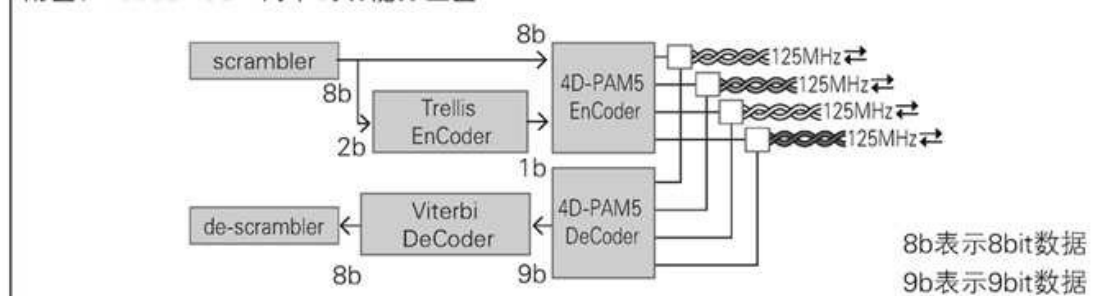 8b
scrambler
125MHz
4D-PAM5
EnCoder
125MHz
8b
Trellis
EnCoder
125MHz
2b
125MHz
1b
4D-PAM5
DeCoder
Viterbi
DeCoder
de-scrambler
8b
9b
8b表示8bit数据
9b表示9bit数据